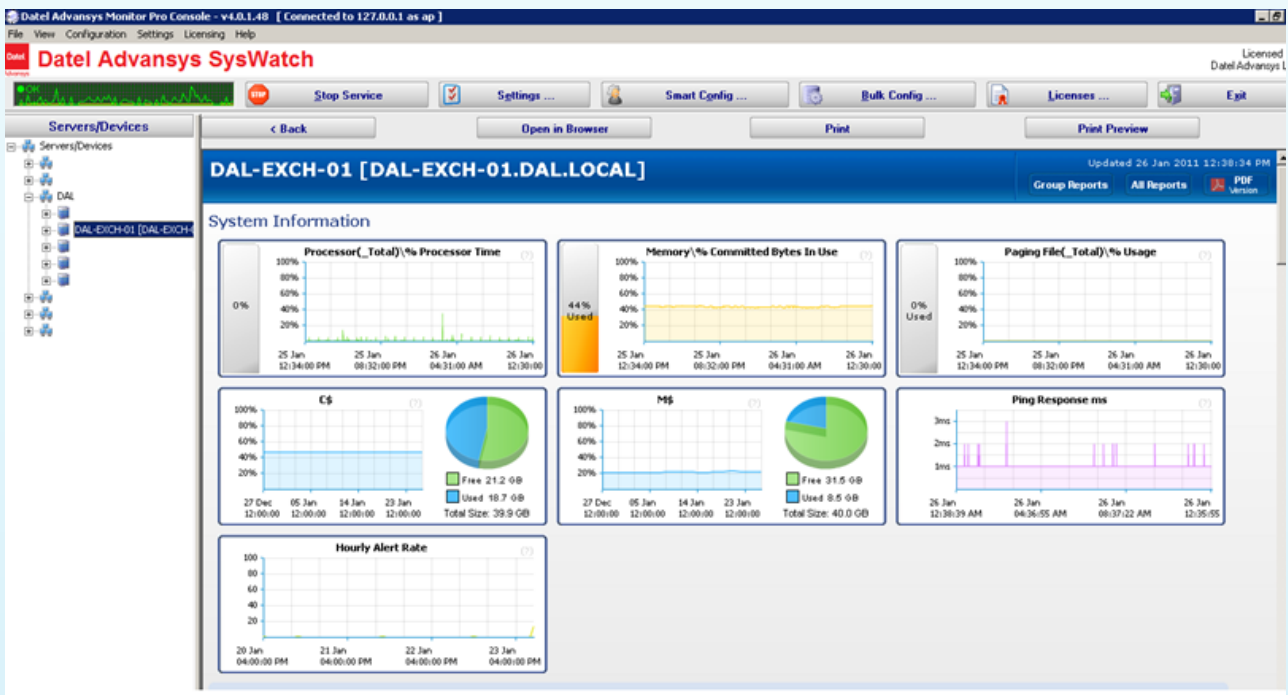 Datel Advansys Monitor Pro Console - v4.0.1.48 [ Connected to 127.0.0.1 as ap ]
File View Configuration Settings Licensing Help
Datel Advansys SysWatch
Licensed
Datel Advansys L
OK
Stop Service
Settings ...
Smart Config ...
Bulk Config ...
Licenses ...
Exit
Servers/Devices
< Back
Open in Browser
Print
Print Preview
Servers/Devices
DAL
DAL-EXCH-01 [DAL-EXCH-
DAL-EXCH-01 [DAL-EXCH-01.DAL.LOCAL]
Updated 26 Jan 2011 12:38:34 PM
Group Reports
All Reports
PDF
Version
System Information
Processor(_Total)\% Processor Time
(?)
0%
100%
80%
60%
40%
20%
25 Jan 25 Jan 26 Jan 26 Jan
12:34:00 PM 08:32:00 PM 04:31:00 AM 12:30:00
Memory\% Committed Bytes In Use
(?)
44%
Used
100%
80%
60%
40%
20%
25 Jan 25 Jan 26 Jan 26 Jan
12:34:00 PM 08:32:00 PM 04:31:00 AM 12:30:00
Paging File(_Total)\% Usage
(?)
0%
Used
100%
80%
60%
40%
20%
25 Jan 25 Jan 26 Jan 26 Jan
12:34:00 PM 08:32:00 PM 04:31:00 AM 12:30:00
C$
(?)
100%
80%
60%
40%
20%
27 Dec 05 Jan 14 Jan 23 Jan
12:00:00 12:00:00 12:00:00 12:00:00
Free 21.2 GB
Used 18.7 GB
Total Size: 39.9 GB
M$
(?)
100%
80%
60%
40%
20%
27 Dec 05 Jan 14 Jan 23 Jan
12:00:00 12:00:00 12:00:00 12:00:00
Free 31.5 GB
Used 8.5 GB
Total Size: 40.0 GB
Ping Response ms
(?)
3ms
2ms
1ms
26 Jan 26 Jan 26 Jan 26 Jan
12:38:39 AM 04:36:55 AM 08:37:22 AM 12:35:55
Hourly Alert Rate
(?)
100
80
60
40
20
20 Jan 21 Jan 22 Jan 23 Jan
04:00:00 PM 04:00:00 PM 04:00:00 PM 04:00:00 PM